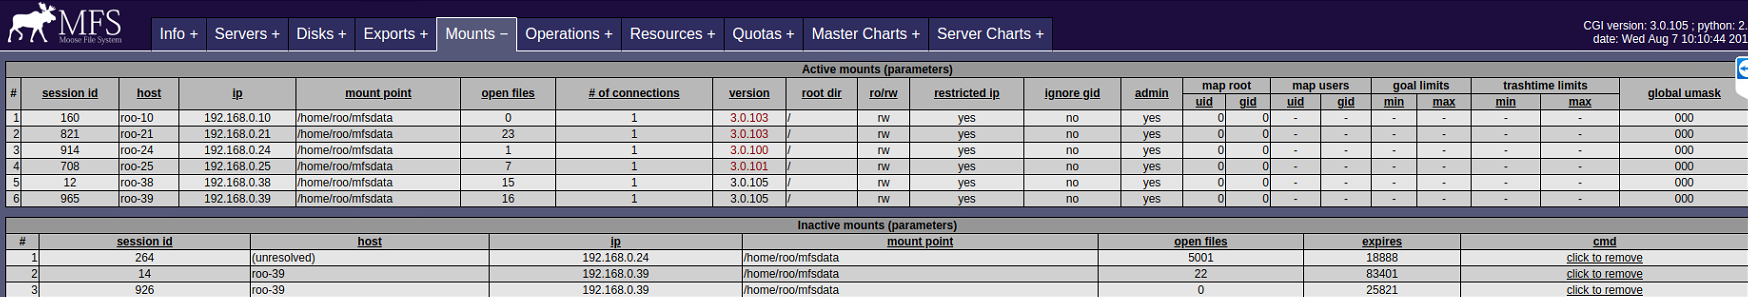 MFS
Moose File System
Info + Servers + Disks + Exports + Mounts − Operations + Resources + Quotas + Master Charts + Server Charts +
CGI version: 3.0.105 ; python: 2.
date: Wed Aug 7 10:10:44 201
Active mounts (parameters)
# session id host ip mount point open files # of connections version root dir ro/rw restricted ip ignore gid admin map root map users goal limits trashtime limits global umask
uid gid uid gid min max min max
1 160 roo-10 192.168.0.10 /home/roo/mfsdata 0 1 3.0.103 / rw yes no yes 0 0 - - - - - - 000
2 821 roo-21 192.168.0.21 /home/roo/mfsdata 23 1 3.0.103 / rw yes no yes 0 0 - - - - - - 000
3 914 roo-24 192.168.0.24 /home/roo/mfsdata 1 1 3.0.100 / rw yes no yes 0 0 - - - - - - 000
4 708 roo-25 192.168.0.25 /home/roo/mfsdata 7 1 3.0.101 / rw yes no yes 0 0 - - - - - - 000
5 12 roo-38 192.168.0.38 /home/roo/mfsdata 15 1 3.0.105 / rw yes no yes 0 0 - - - - - - 000
6 965 roo-39 192.168.0.39 /home/roo/mfsdata 16 1 3.0.105 / rw yes no yes 0 0 - - - - - - 000
Inactive mounts (parameters)
# session id host ip mount point open files expires cmd
1 264 (unresolved) 192.168.0.24 /home/roo/mfsdata 5001 18888 click to remove
2 14 roo-39 192.168.0.39 /home/roo/mfsdata 22 83401 click to remove
3 926 roo-39 192.168.0.39 /home/roo/mfsdata 0 25821 click to remove